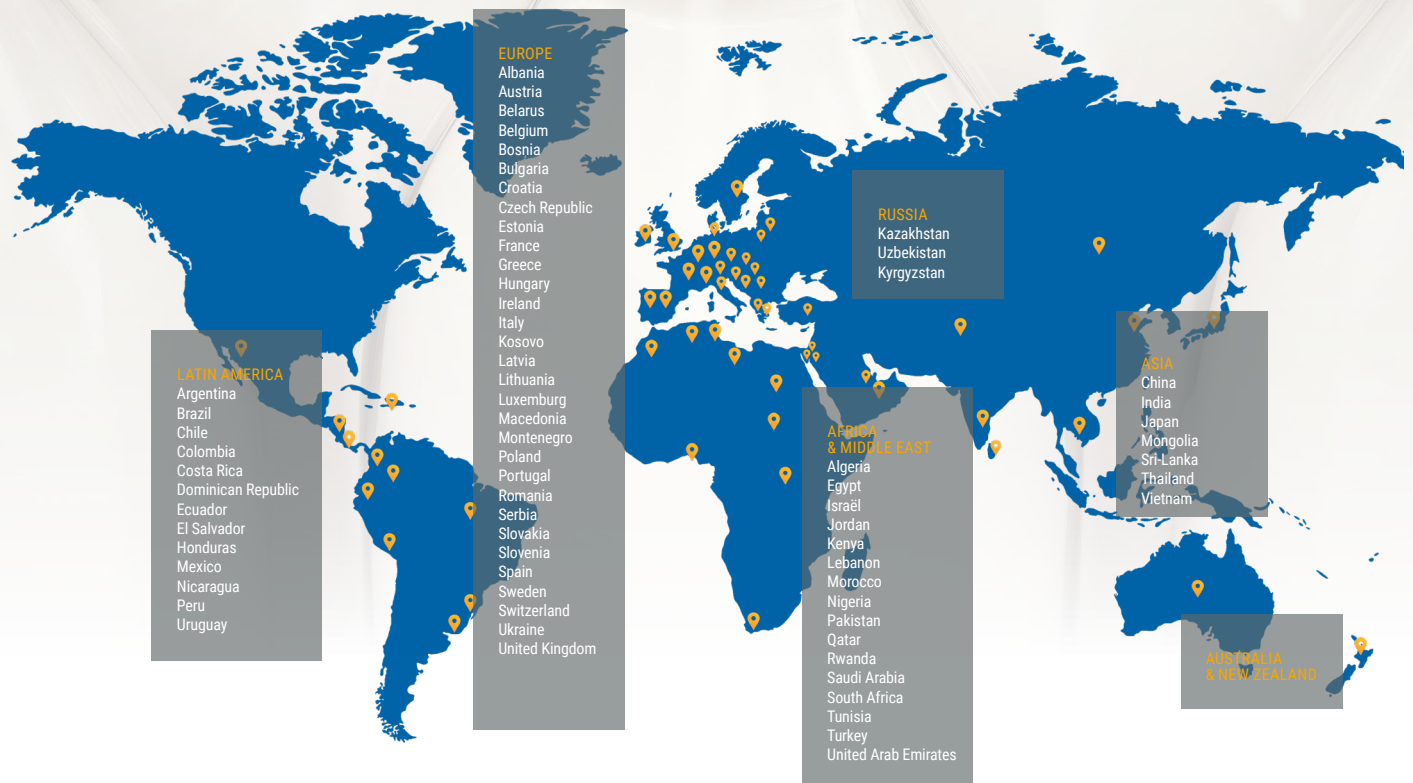 EUROPE
Albania
Austria
Belarus
Belgium
Bosnia
Bulgaria
Croatia
Czech Republic
Estonia
France
Greece
Hungary
Ireland
Italy
Kosovo
Latvia
Lithuania
Luxemburg
Macedonia
Montenegro
Poland
Portugal
Romania
Serbia
Slovakia
Slovenia
Spain
Sweden
Switzerland
Ukraine
United Kingdom
RUSSIA
Kazakhstan
Uzbekistan
Kyrgyzstan
LATIN AMERICA
Argentina
Brazil
Chile
Colombia
Costa Rica
Dominican Republic
Ecuador
El Salvador
Honduras
Mexico
Nicaragua
Peru
Uruguay
ASIA
China
India
Japan
Mongolia
Sri-Lanka
Thailand
Vietnam
AFRICA
& MIDDLE EAST
Algeria
Egypt
Israël
Jordan
Kenya
Lebanon
Morocco
Nigeria
Pakistan
Qatar
Rwanda
Saudi Arabia
South Africa
Tunisia
Turkey
United Arab Emirates
AUSTRALIA
& NEW ZEALAND